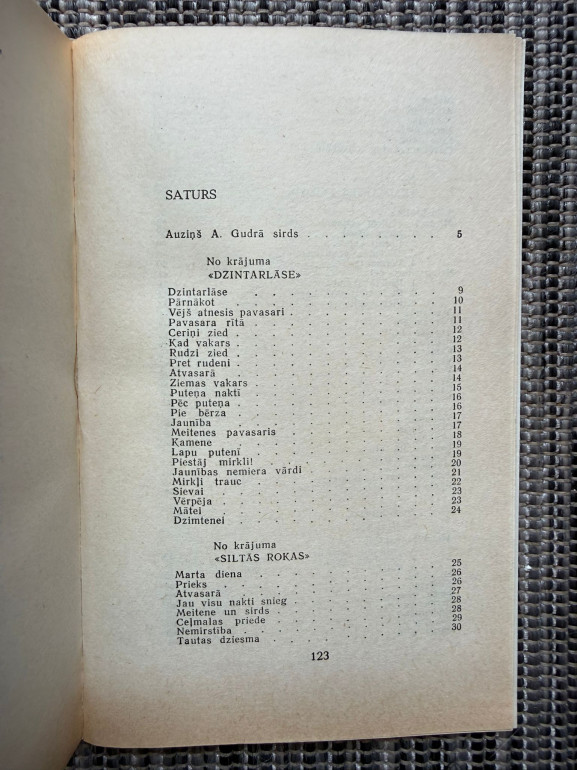 SATURS
Auziņš A. Gudrā sirds . . . . . . . . 5
No krājuma
«DZINTARLĀSE»
Dzintarlāse . . . . . . . . 9
Pārnākot . . . . . . . . 10
Vējš atnesis pavasari . . . . . . . . 11
Pavasara rītā . . . . . . . . 11
Ceriņi zied . . . . . . . . 12
Kad vakars . . . . . . . . 12
Rudzi zied . . . . . . . . 13
Pret rudeni . . . . . . . . 13
Atvasarā . . . . . . . . 14
Ziemas vakars . . . . . . . . 14
Puteņa naktī . . . . . . . . 15
Pēc puteņa . . . . . . . . 16
Pie bērza . . . . . . . . 16
Jaunība . . . . . . . . 17
Meitenes pavasaris . . . . . . . . 17
Kamene . . . . . . . . 18
Lapu putenī . . . . . . . . 19
Piestāj mirkli! . . . . . . . . 19
Jaunības nemiera vārdi . . . . . . . . 20
Mirkļi trauc . . . . . . . . 21
Sievai . . . . . . . . 22
Vērpēja . . . . . . . . 23
Mātei . . . . . . . . 23
Dzimtenei . . . . . . . . 24
No krājuma
«SILTĀS ROKAS»
Marta diena . . . . . . . . 25
Prieks . . . . . . . . 26
Atvasarā . . . . . . . . 26
Jau visu nakti snieg . . . . . . . . 27
Meitene un sirds . . . . . . . . 28
Ceļmalas priede . . . . . . . . 28
Nemirstība . . . . . . . . 29
Tautas dziesma . . . . . . . . 30
123